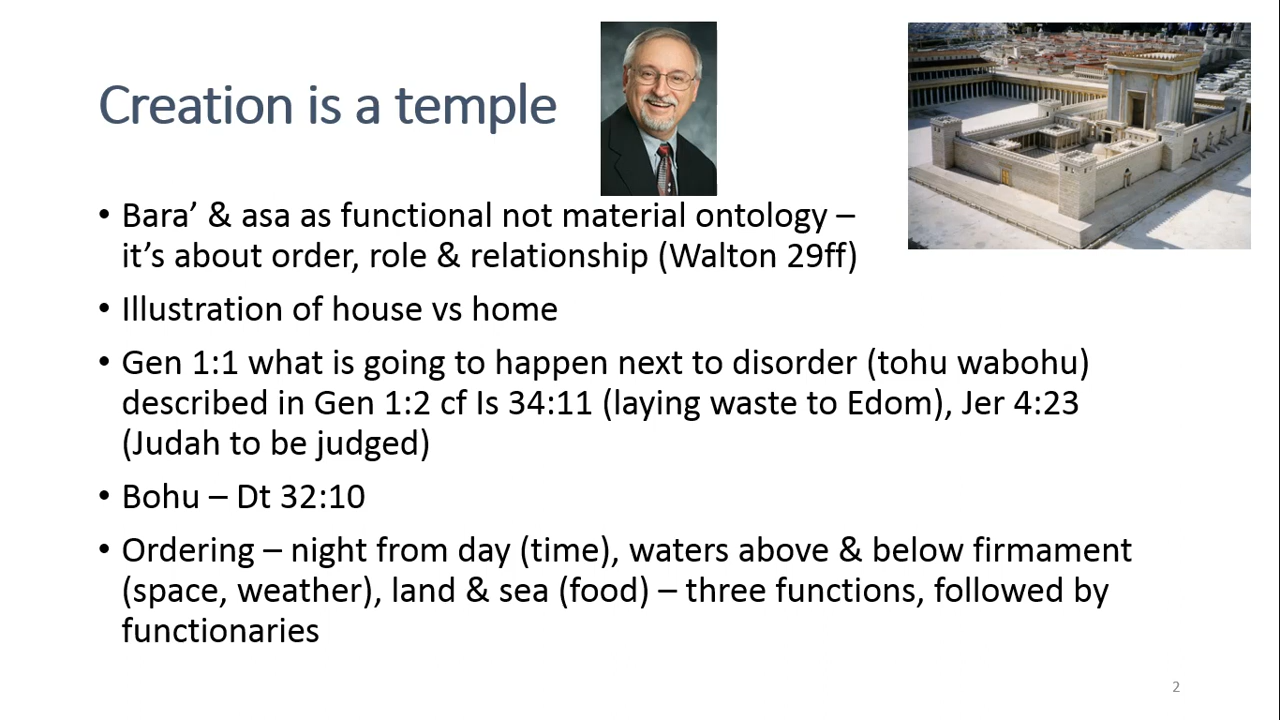 Creation is a temple
• Bara’ & asa as functional not material ontology –
it’s about order, role & relationship (Walton 29ff)
• Illustration of house vs home
• Gen 1:1 what is going to happen next to disorder (tohu wabohu)
described in Gen 1:2 cf Is 34:11 (laying waste to Edom), Jer 4:23
(Judah to be judged)
• Bohu – Dt 32:10
• Ordering – night from day (time), waters above & below firmament
(space, weather), land & sea (food) – three functions, followed by
functionaries
2